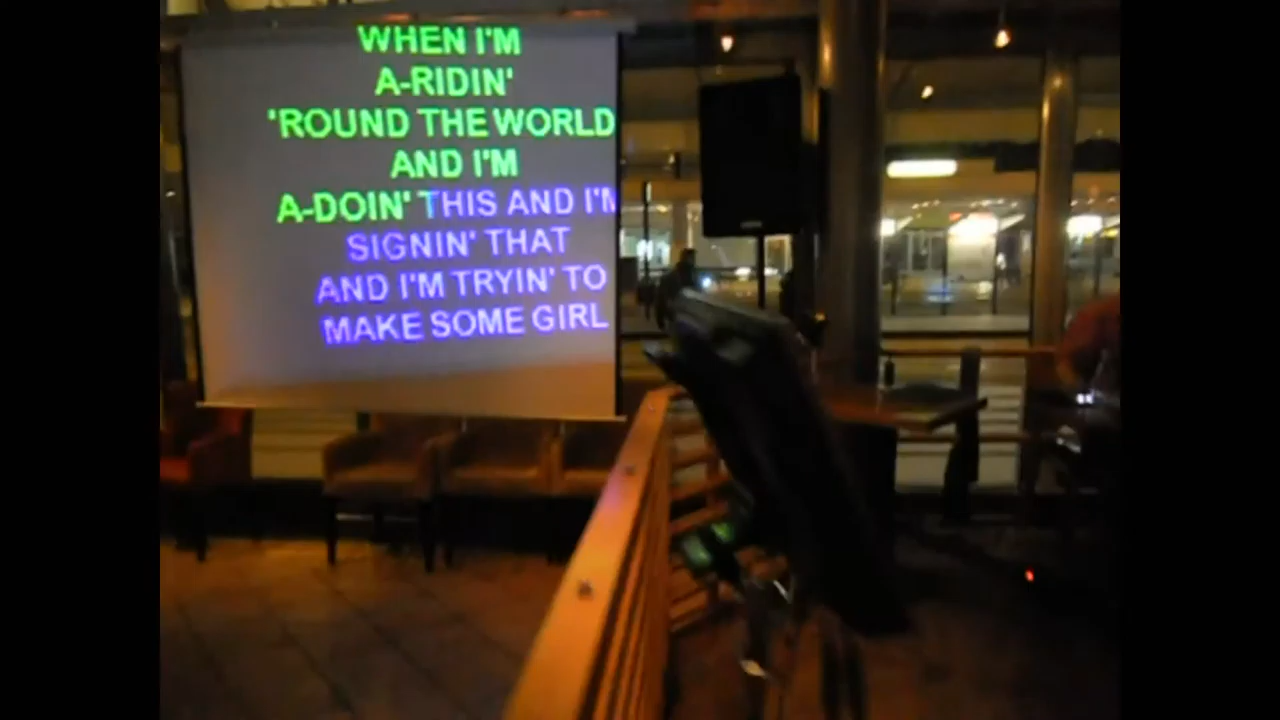 WHEN I'M
A-RIDIN'
'ROUND THE WORLD
AND I'M
A-DOIN' THIS AND I'M
SIGNIN' THAT
AND I'M TRYIN' TO
MAKE SOME GIRL